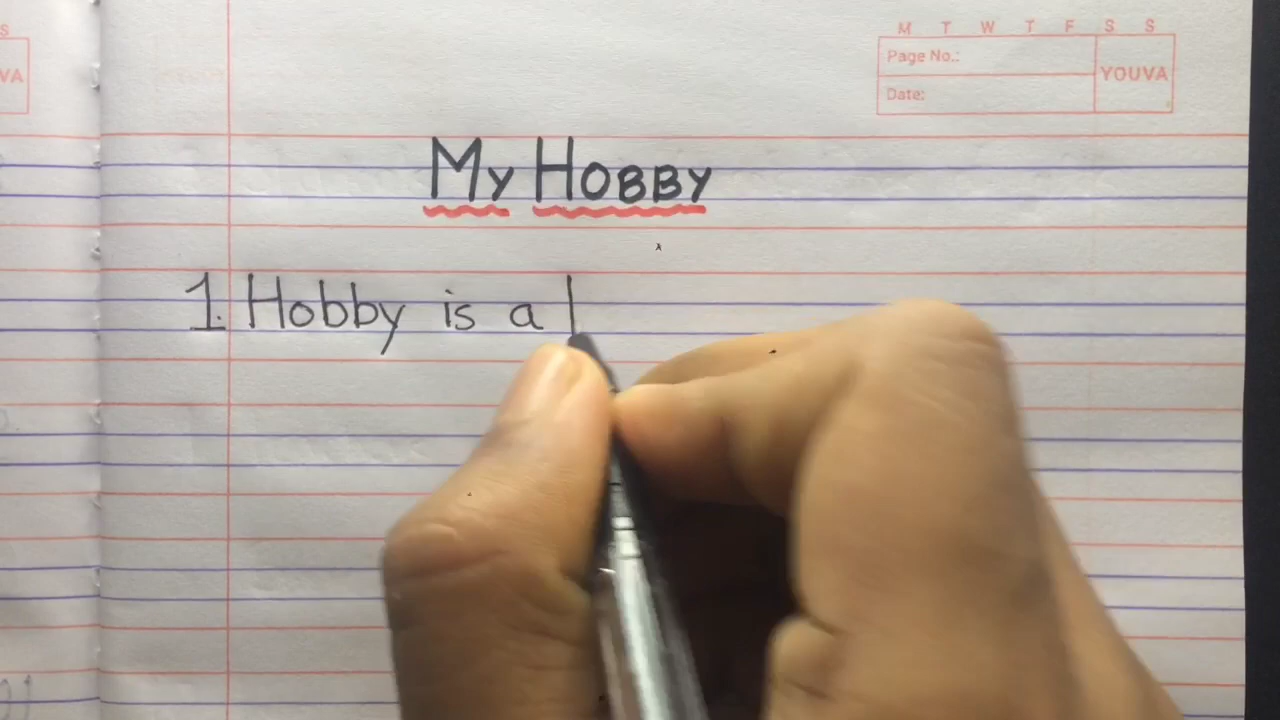 M T W T F S S
Page No.:
YOUVA
Date:
My HOBBY
1. Hobby is a